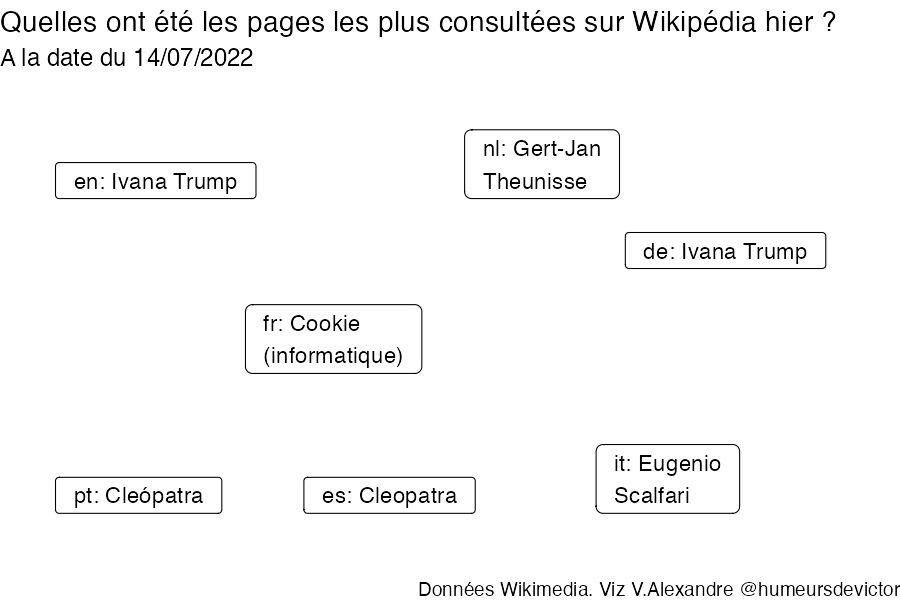 Quelles ont été les pages les plus consultées sur Wikipédia hier ?
A la date du 14/07/2022
nl: Gert-Jan
Theunisse
en: Ivana Trump
de: Ivana Trump
fr: Cookie
(informatique)
it: Eugenio
Scalfari
pt: Cleópatra
es: Cleopatra
Données Wikimedia. Viz V.Alexandre @humeursdevictor